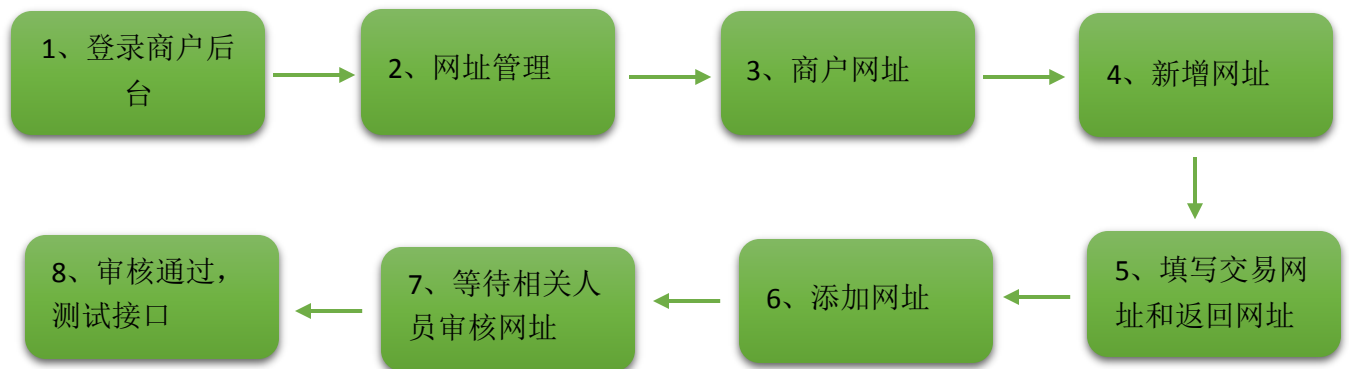 1、登录商户后
台
2、网址管理
3、商户网址
4、新增网址
5、填写交易网
址和返回网址
6、添加网址
7、等待相关人
员审核网址
8、审核通过，
测试接口